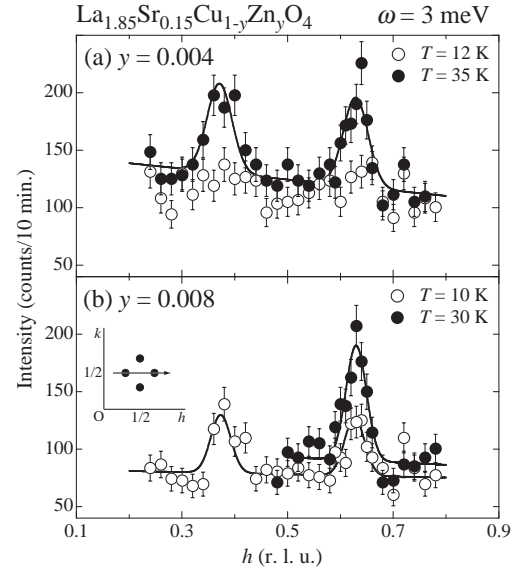 La1.85Sr0.15Cu1-yZnyO4 ω = 3 meV
(a) y = 0.004
T = 12 K
T = 35 K
200
150
100
50
(b) y = 0.008
T = 10 K
T = 30 K
k
1/2
O 1/2 h
200
150
100
50
Intensity (counts/10 min.)
0.1 0.3 0.5 0.7 0.9
h (r. l. u.)